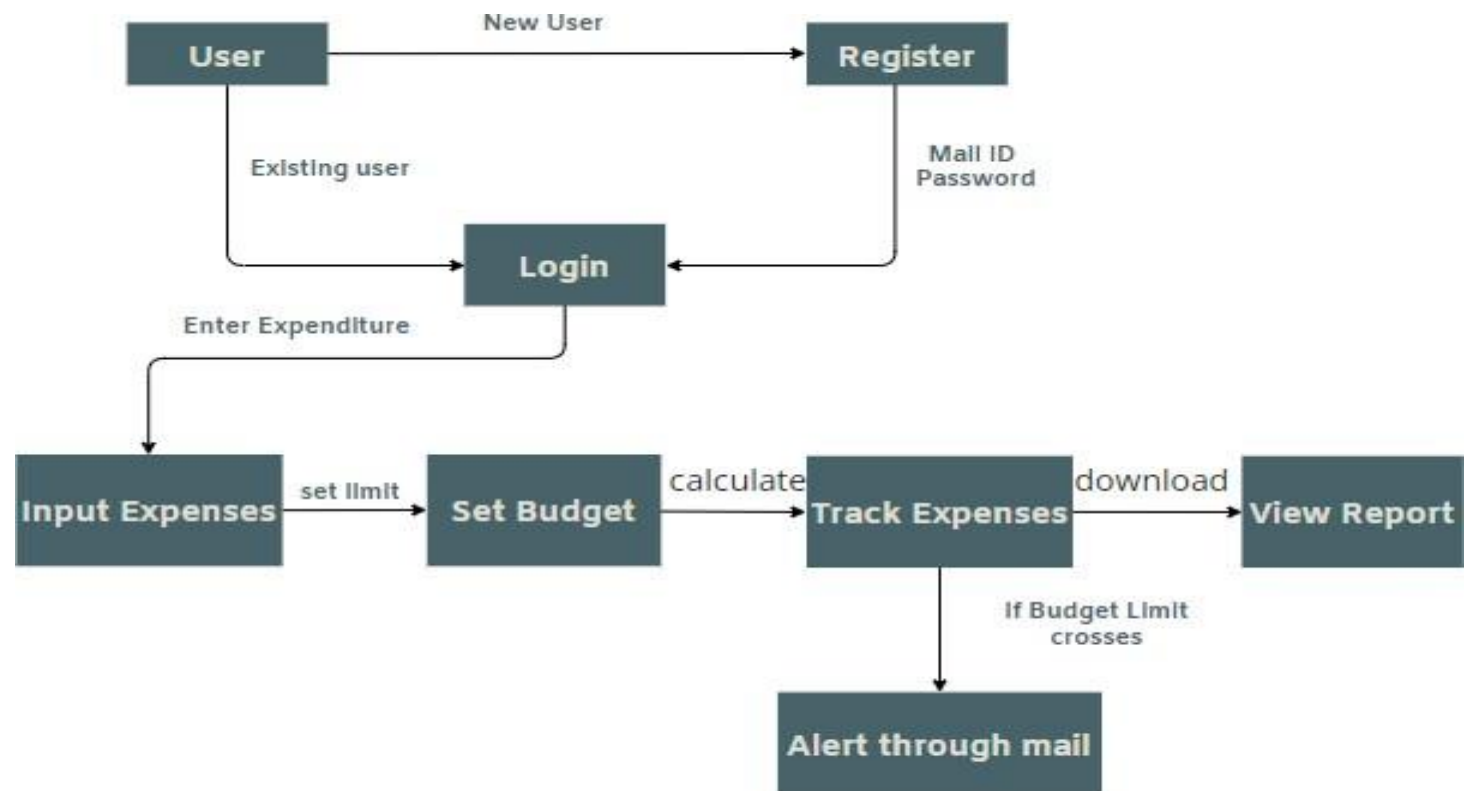 New User
User
Register
Existing user
Mail ID
Password
Login
Enter Expenditure
Input Expenses
set limit
Set Budget
calculate
Track Expenses
download
View Report
If Budget Limit
crosses
Alert through mail